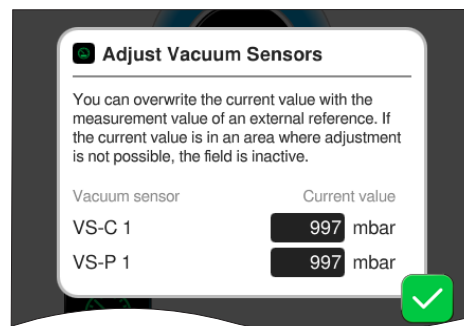 Adjust Vacuum Sensors
You can overwrite the current value with the
measurement value of an external reference. If
the current value is in an area where adjustment
is not possible, the field is inactive.
Vacuum sensor Current value
VS-C 1 997 mbar
VS-P 1 997 mbar